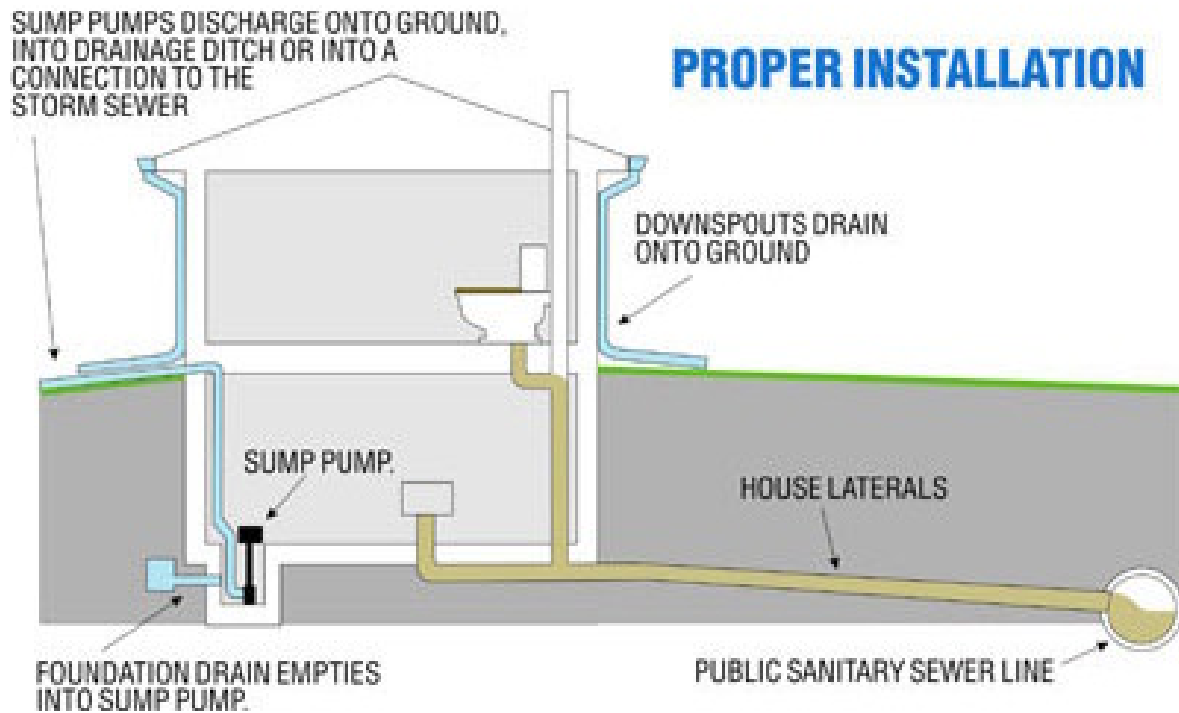 SUMP PUMPS DISCHARGE ONTO GROUND,
INTO DRAINAGE DITCH OR INTO A
CONNECTION TO THE
STORM SEWER
PROPER INSTALLATION
DOWNSPOUTS DRAIN
ONTO GROUND
SUMP PUMP.
HOUSE LATERALS
FOUNDATION DRAIN EMPTIES
INTO SUMP PUMP.
PUBLIC SANITARY SEWER LINE